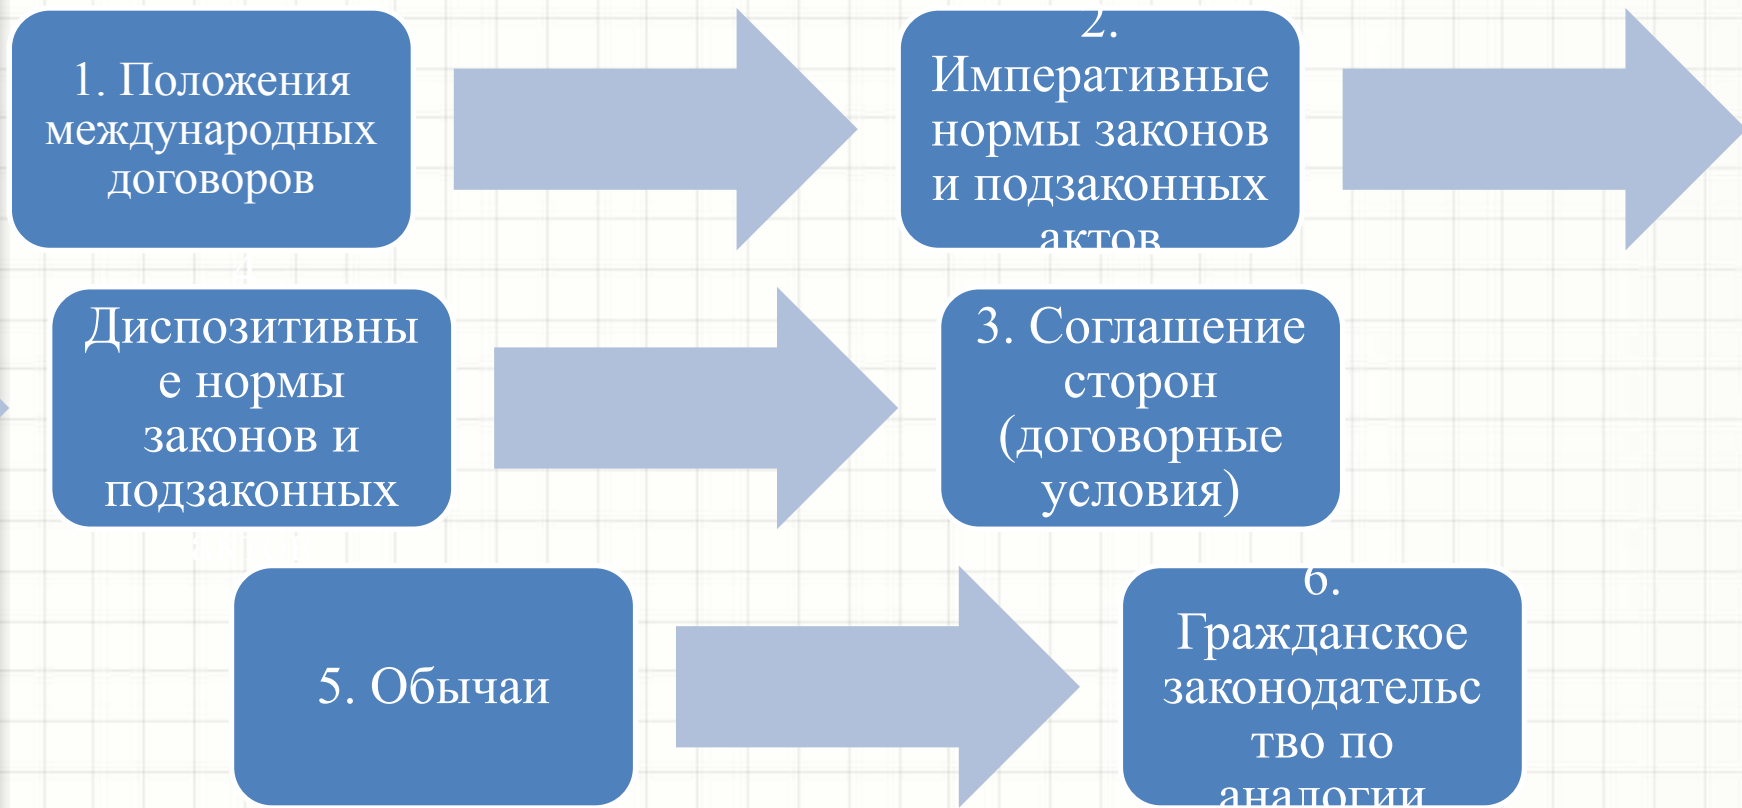 1. Положения
международных
договоров
2.
Императивные
нормы законов
и подзаконных
актов
4
Диспозитивны
е нормы
законов и
подзаконных
3. Соглашение
сторон
(договорные
условия)
5. Обычаи
6.
Гражданское
законодательс
тво по
аналогии